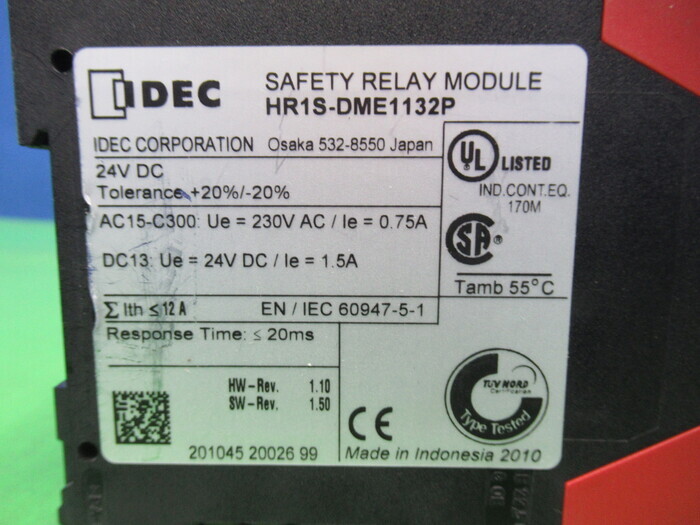 IDEC
SAFETY RELAY MODULE
HR1S-DME1132P
IDEC CORPORATION Osaka 532-8550 Japan
24V DC
Tolerance +20%/-20%
AC15-C300: Ue = 230V AC / Ie = 0.75A
DC13: Ue = 24V DC / Ie = 1.5A
Σ Ith ≤ 12 A EN / IEC 60947-5-1
UL LISTED
IND.CONT.EQ.
170M
SA ®
Tamb 55°C
Response Time: ≤ 20ms
HW-Rev. 1.10
SW-Rev. 1.50
201045 20026 99
CE
TÜV NORD
Certification
Type Tested
Made in Indonesia 2010